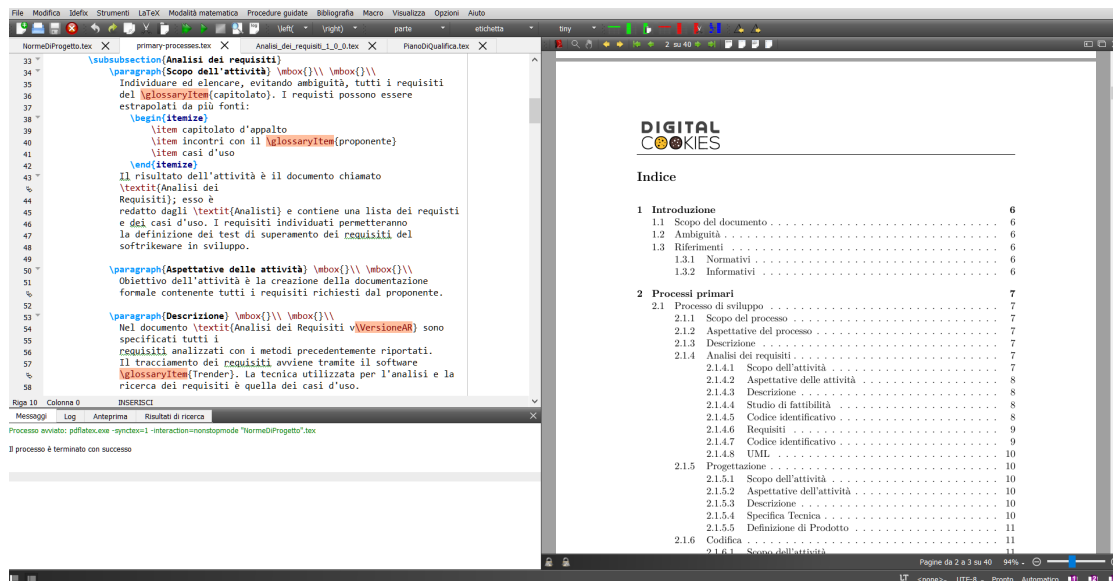 File Modifica Idefix Strumenti LaTeX Modalità matematica Procedure guidate Bibliografia Macro Visualizza Opzioni Aiuto
\left( \right) parte etichetta tiny
NormeDiProgetto.tex X primary-processes.tex X Analisi_dei_requisiti_1_0_0.tex X PianoDiQualifica.tex X
2 su 40
33 \subsubsection{Analisi dei requisiti}
34 \paragraph{Scopo dell'attività} \mbox{}\\ \mbox{}\\
35 Individuare ed elencare, evitando ambiguità, tutti i requisiti
36 del \glossaryItem{capitolato}. I requisti possono essere
37 estrapolati da più fonti:
38 \begin{itemize}
39 \item capitolato d'appalto
40 \item incontri con il \glossaryItem{proponente}
41 \item casi d'uso
42 \end{itemize}
43 Il risultato dell'attività è il documento chiamato
\textit{Analisi dei
44 Requisiti}; esso è
45 redatto dagli \textit{Analisti} e contiene una lista dei requisti
46 e dei casi d'uso. I requisiti individuati permetteranno
47 la definizione dei test di superamento dei requisiti del
48 softrikeware in sviluppo.
49
50 \paragraph{Aspettative delle attività} \mbox{}\\ \mbox{}\\
51 Obiettivo dell'attività è la creazione della documentazione
formale contenente tutti i requisiti richiesti dal proponente.
52
53 \paragraph{Descrizione} \mbox{}\\ \mbox{}\\
54 Nel documento \textit{Analisi dei Requisiti v\VersioneAR} sono
55 specificati tutti i
56 requisiti analizzati con i metodi precedentemente riportati.
57 Il tracciamento dei requisiti avviene tramite il software
\glossaryItem{Trender}. La tecnica utilizzata per l'analisi e la
58 ricerca dei requisiti è quella dei casi d'uso.
Riga 10 Colonna 0 INSERISCI
Messaggi Log Anteprima Risultati di ricerca X
Processo avviato: pdflatex.exe -synctex=1 -interaction=nonstopmode "NormeDiProgetto".tex
Il processo è terminato con successo
DIGITAL
COOKIES
Indice
1 Introduzione 6
1.1 Scopo del documento . . . . . 6
1.2 Ambiguità . . . . . 6
1.3 Riferimenti . . . . . 6
1.3.1 Normativi . . . . . 6
1.3.2 Informativi . . . . . 6
2 Processi primari 7
2.1 Processo di sviluppo . . . . . 7
2.1.1 Scopo del processo . . . . . 7
2.1.2 Aspettative del processo . . . . . 7
2.1.3 Descrizione . . . . . 7
2.1.4 Analisi dei requisiti . . . . . 7
2.1.4.1 Scopo dell'attività . . . . . 7
2.1.4.2 Aspettative delle attività . . . . . 8
2.1.4.3 Descrizione . . . . . 8
2.1.4.4 Studio di fattibilità . . . . . 8
2.1.4.5 Codice identificativo . . . . . 8
2.1.4.6 Requisiti . . . . . 9
2.1.4.7 Codice identificativo . . . . . 9
2.1.4.8 UML . . . . . 10
2.1.5 Progettazione . . . . . 10
2.1.5.1 Scopo dell'attività . . . . . 10
2.1.5.2 Aspettative dell'attività . . . . . 10
2.1.5.3 Descrizione . . . . . 10
2.1.5.4 Specifica Tecnica . . . . . 10
2.1.5.5 Definizione di Prodotto . . . . . 11
2.1.6 Codifica . . . . . 11
2.1.6.1 Scopo dell'attività . . . . . 11
Pagine da 2 a 3 su 40 94%
LT <none> UTF-8 Pronto Automatico